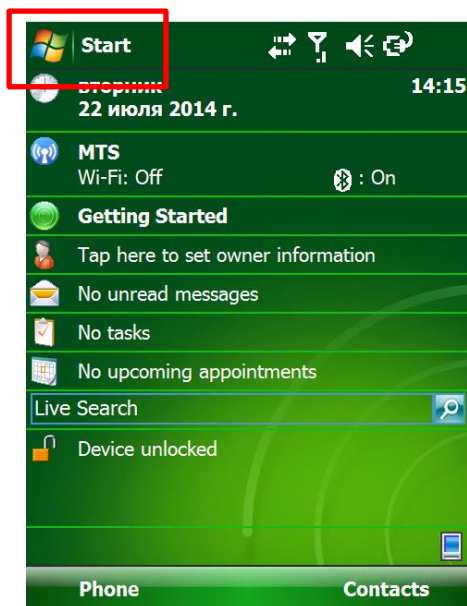 Start
вторник
14:15
22 июля 2014 г.
MTS
Wi-Fi: Off
: On
Getting Started
Tap here to set owner information
No unread messages
No tasks
No upcoming appointments
Live Search
Device unlocked
Phone
Contacts